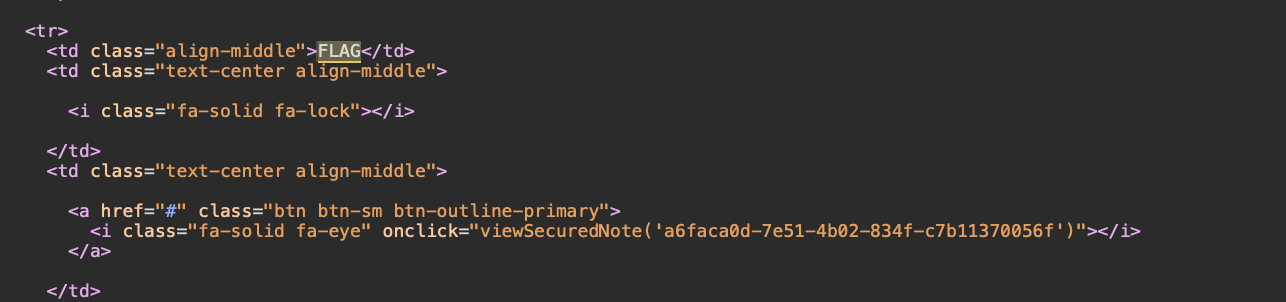 <tr>
<td class="align-middle">FLAG</td>
<td class="text-center align-middle">
<i class="fa-solid fa-lock"></i>
</td>
<td class="text-center align-middle">
<a href="#" class="btn btn-sm btn-outline-primary">
<i class="fa-solid fa-eye" onclick="viewSecuredNote('a6faca0d-7e51-4b02-834f-c7b11370056f')"></i>
</a>
</td>